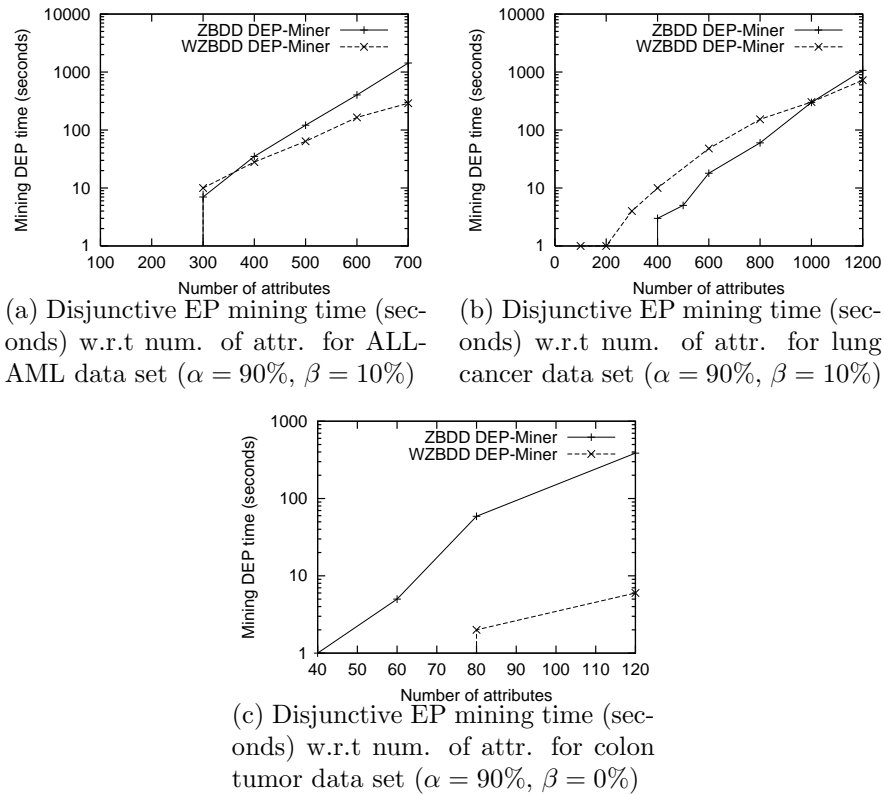 10000
1000
100
10
1
Mining DEP time (seconds)
ZBDD DEP-Miner
WZBDD DEP-Miner
100 200 300 400 500 600 700
Number of attributes
(a) Disjunctive EP mining time (sec-
onds) w.r.t num. of attr. for ALL-
AML data set (α = 90%, β = 10%)
10000
1000
100
10
1
Mining DEP time (seconds)
ZBDD DEP-Miner
WZBDD DEP-Miner
0 200 400 600 800 1000 1200
Number of attributes
(b) Disjunctive EP mining time (sec-
onds) w.r.t num. of attr. for lung
cancer data set (α = 90%, β = 10%)
1000
100
10
1
Mining DEP time (seconds)
ZBDD DEP-Miner
WZBDD DEP-Miner
40 50 60 70 80 90 100 110 120
Number of attributes
(c) Disjunctive EP mining time (sec-
onds) w.r.t num. of attr. for colon
tumor data set (α = 90%, β = 0%)